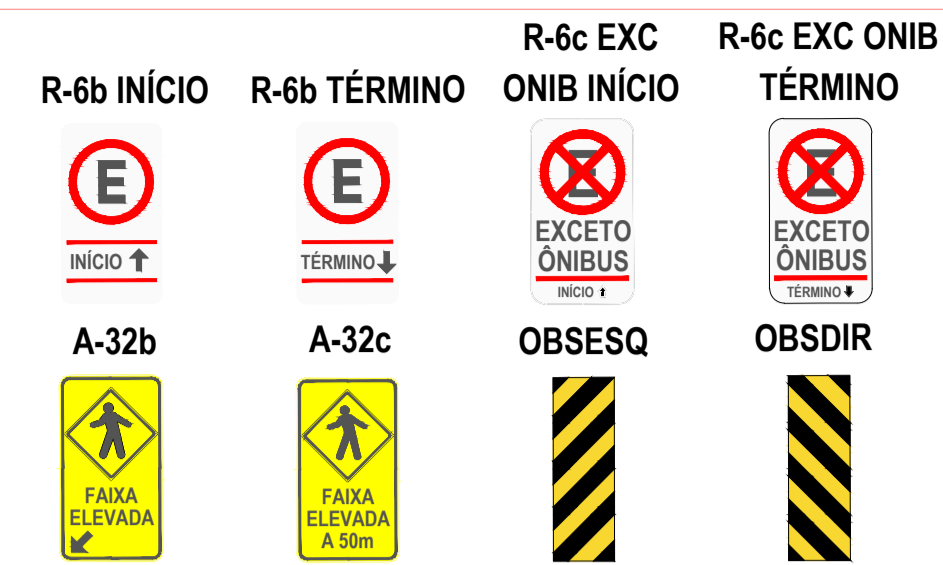 R-6b INÍCIO
R-6b TÉRMINO
R-6c EXC
ONIB INÍCIO
R-6c EXC ONIB
TÉRMINO
E
INÍCIO
E
TÉRMINO
E
EXCETO
ÔNIBUS
INÍCIO
E
EXCETO
ÔNIBUS
TÉRMINO
A-32b
A-32c
OBSESQ
OBSDIR
FAIXA
ELEVADA
FAIXA
ELEVADA
A 50m